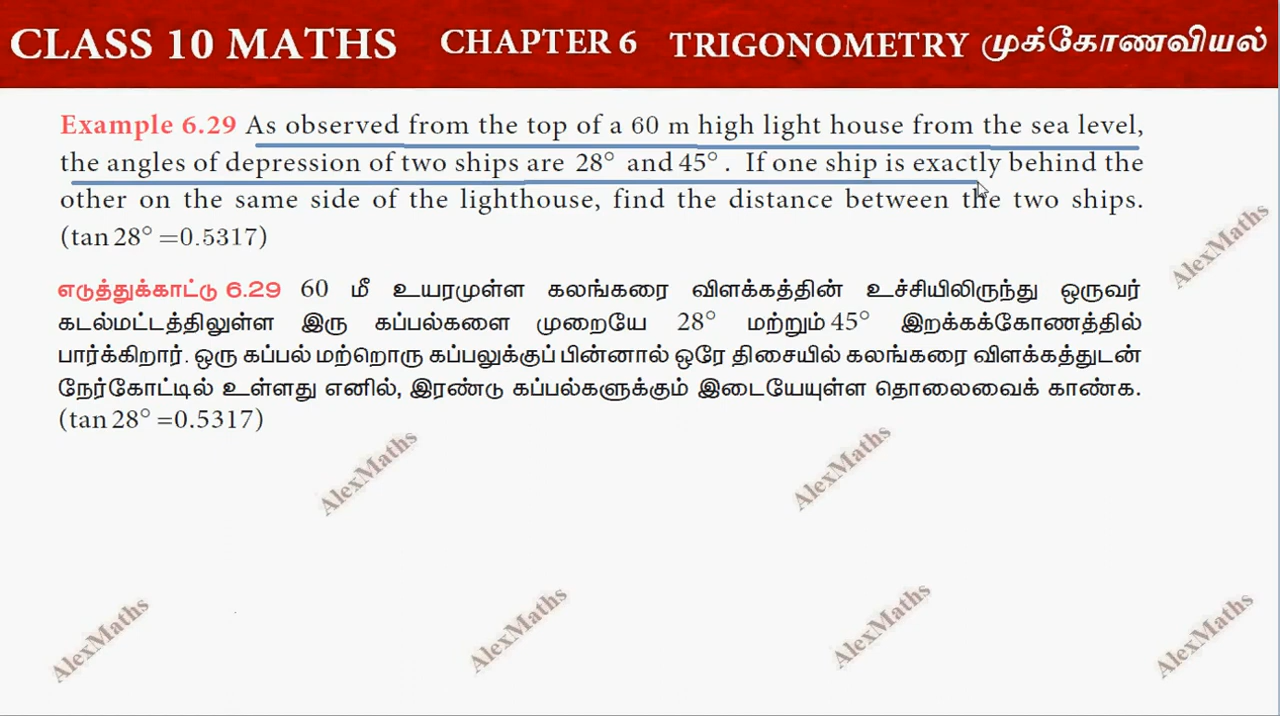 CLASS 10 MATHS CHAPTER 6 TRIGONOMETRY முக்கோணவியல்
Example 6.29 As observed from the top of a 60 m high light house from the sea level,
the angles of depression of two ships are 28° and 45°. If one ship is exactly behind the
other on the same side of the lighthouse, find the distance between the two ships.
(tan 28° =0.5317)
எடுத்துக்காட்டு 6.29 60 மீ உயரமுள்ள கலங்கரை விளக்கத்தின் உச்சியிலிருந்து ஒருவர்
கடல்மட்டத்திலுள்ள இரு கப்பல்களை முறையே 28° மற்றும் 45° இறக்கக்கோணத்தில்
பார்க்கிறார். ஒரு கப்பல் மற்றொரு கப்பலுக்குப் பின்னால் ஒரே திசையில் கலங்கரை விளக்கத்துடன்
நேர்கோட்டில் உள்ளது எனில், இரண்டு கப்பல்களுக்கும் இடையேயுள்ள தொலைவைக் காண்க.
(tan 28° =0.5317)
AlexMaths
AlexMaths
AlexMaths
AlexMaths
AlexMaths
AlexMaths
AlexMaths